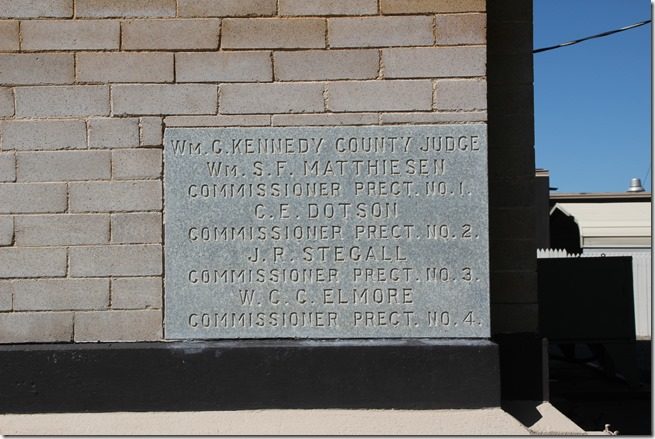 WM. C. KENNEDY COUNTY JUDGE
WM. S. F. MATTHIESEN
COMMISSIONER PRECT. NO. 1.
C. E. DOTSON
COMMISSIONER PRECT. NO. 2.
J. R. STEGALL
COMMISSIONER PRECT. NO. 3.
W. C. C. ELMORE
COMMISSIONER PRECT. NO. 4.